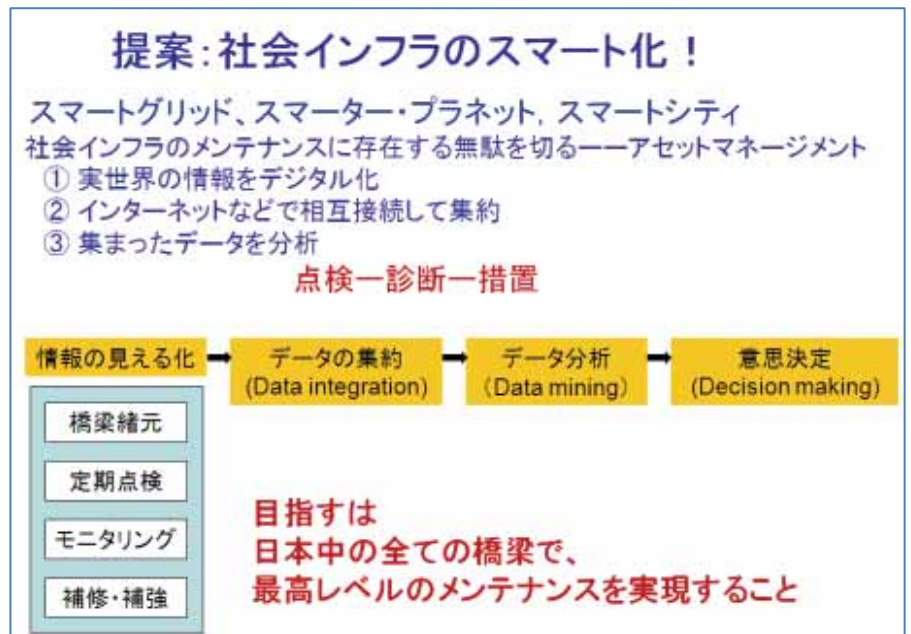 提案：社会インフラのスマート化！
スマートグリッド、スマーター・プラネット，スマートシティ
社会インフラのメンテナンスに存在する無駄を切る——アセットマネージメント
① 実世界の情報をデジタル化
② インターネットなどで相互接続して集約
③ 集まったデータを分析
点検—診断—措置
情報の見える化
データの集約
(Data integration)
データ分析
（Data mining）
意思決定
(Decision making)
橋梁緒元
定期点検
モニタリング
補修・補強
目指すは
日本中の全ての橋梁で、
最高レベルのメンテナンスを実現すること